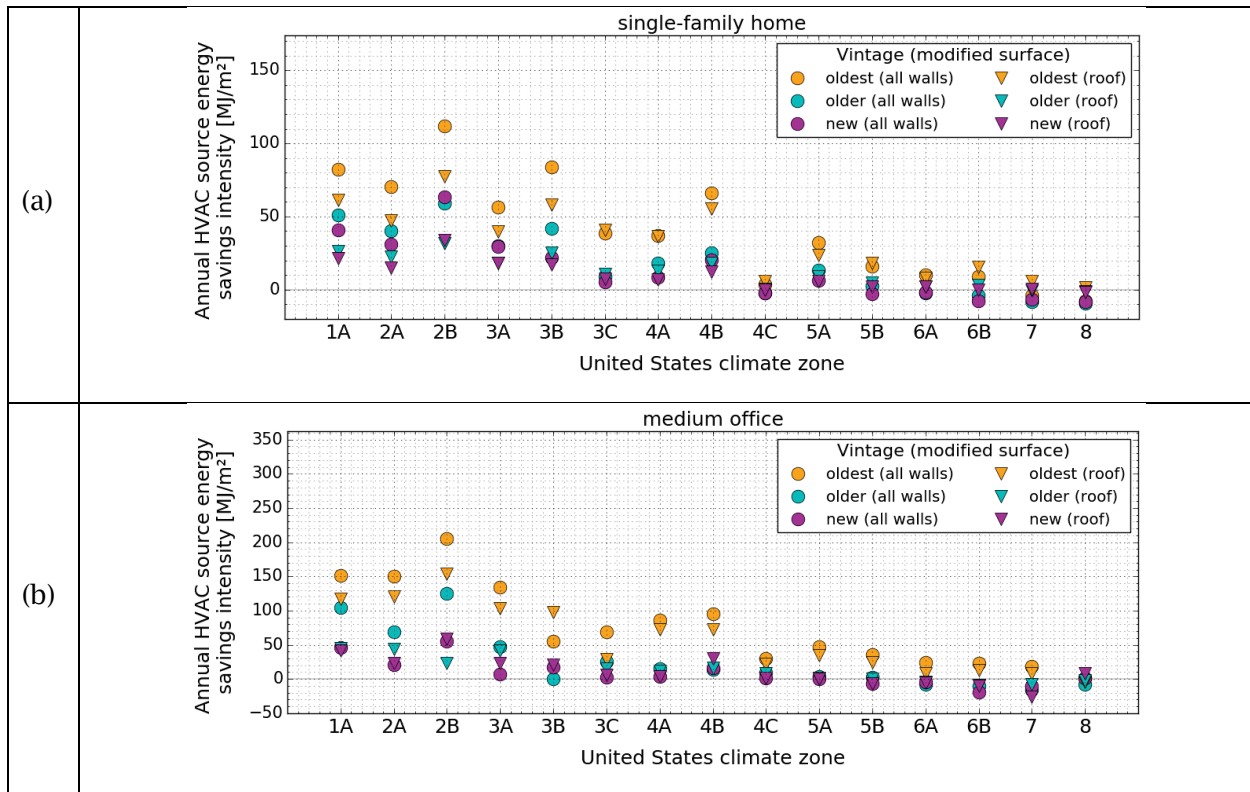 (a)
single-family home
Annual HVAC source energy
savings intensity [MJ/m²]
150
100
50
0
Vintage (modified surface)
oldest (all walls) oldest (roof)
older (all walls) older (roof)
new (all walls) new (roof)
1A 2A 2B 3A 3B 3C 4A 4B 4C 5A 5B 6A 6B 7 8
United States climate zone
(b)
medium office
Annual HVAC source energy
savings intensity [MJ/m²]
350
300
250
200
150
100
50
0
−50
Vintage (modified surface)
oldest (all walls) oldest (roof)
older (all walls) older (roof)
new (all walls) new (roof)
1A 2A 2B 3A 3B 3C 4A 4B 4C 5A 5B 6A 6B 7 8
United States climate zone